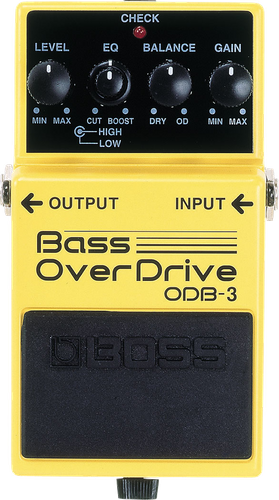 CHECK
LEVEL EQ BALANCE GAIN
MIN MAX CUT BOOST DRY OD MIN MAX
HIGH
LOW
← OUTPUT INPUT ←
Bass
OverDrive
ODB-3
BOSS